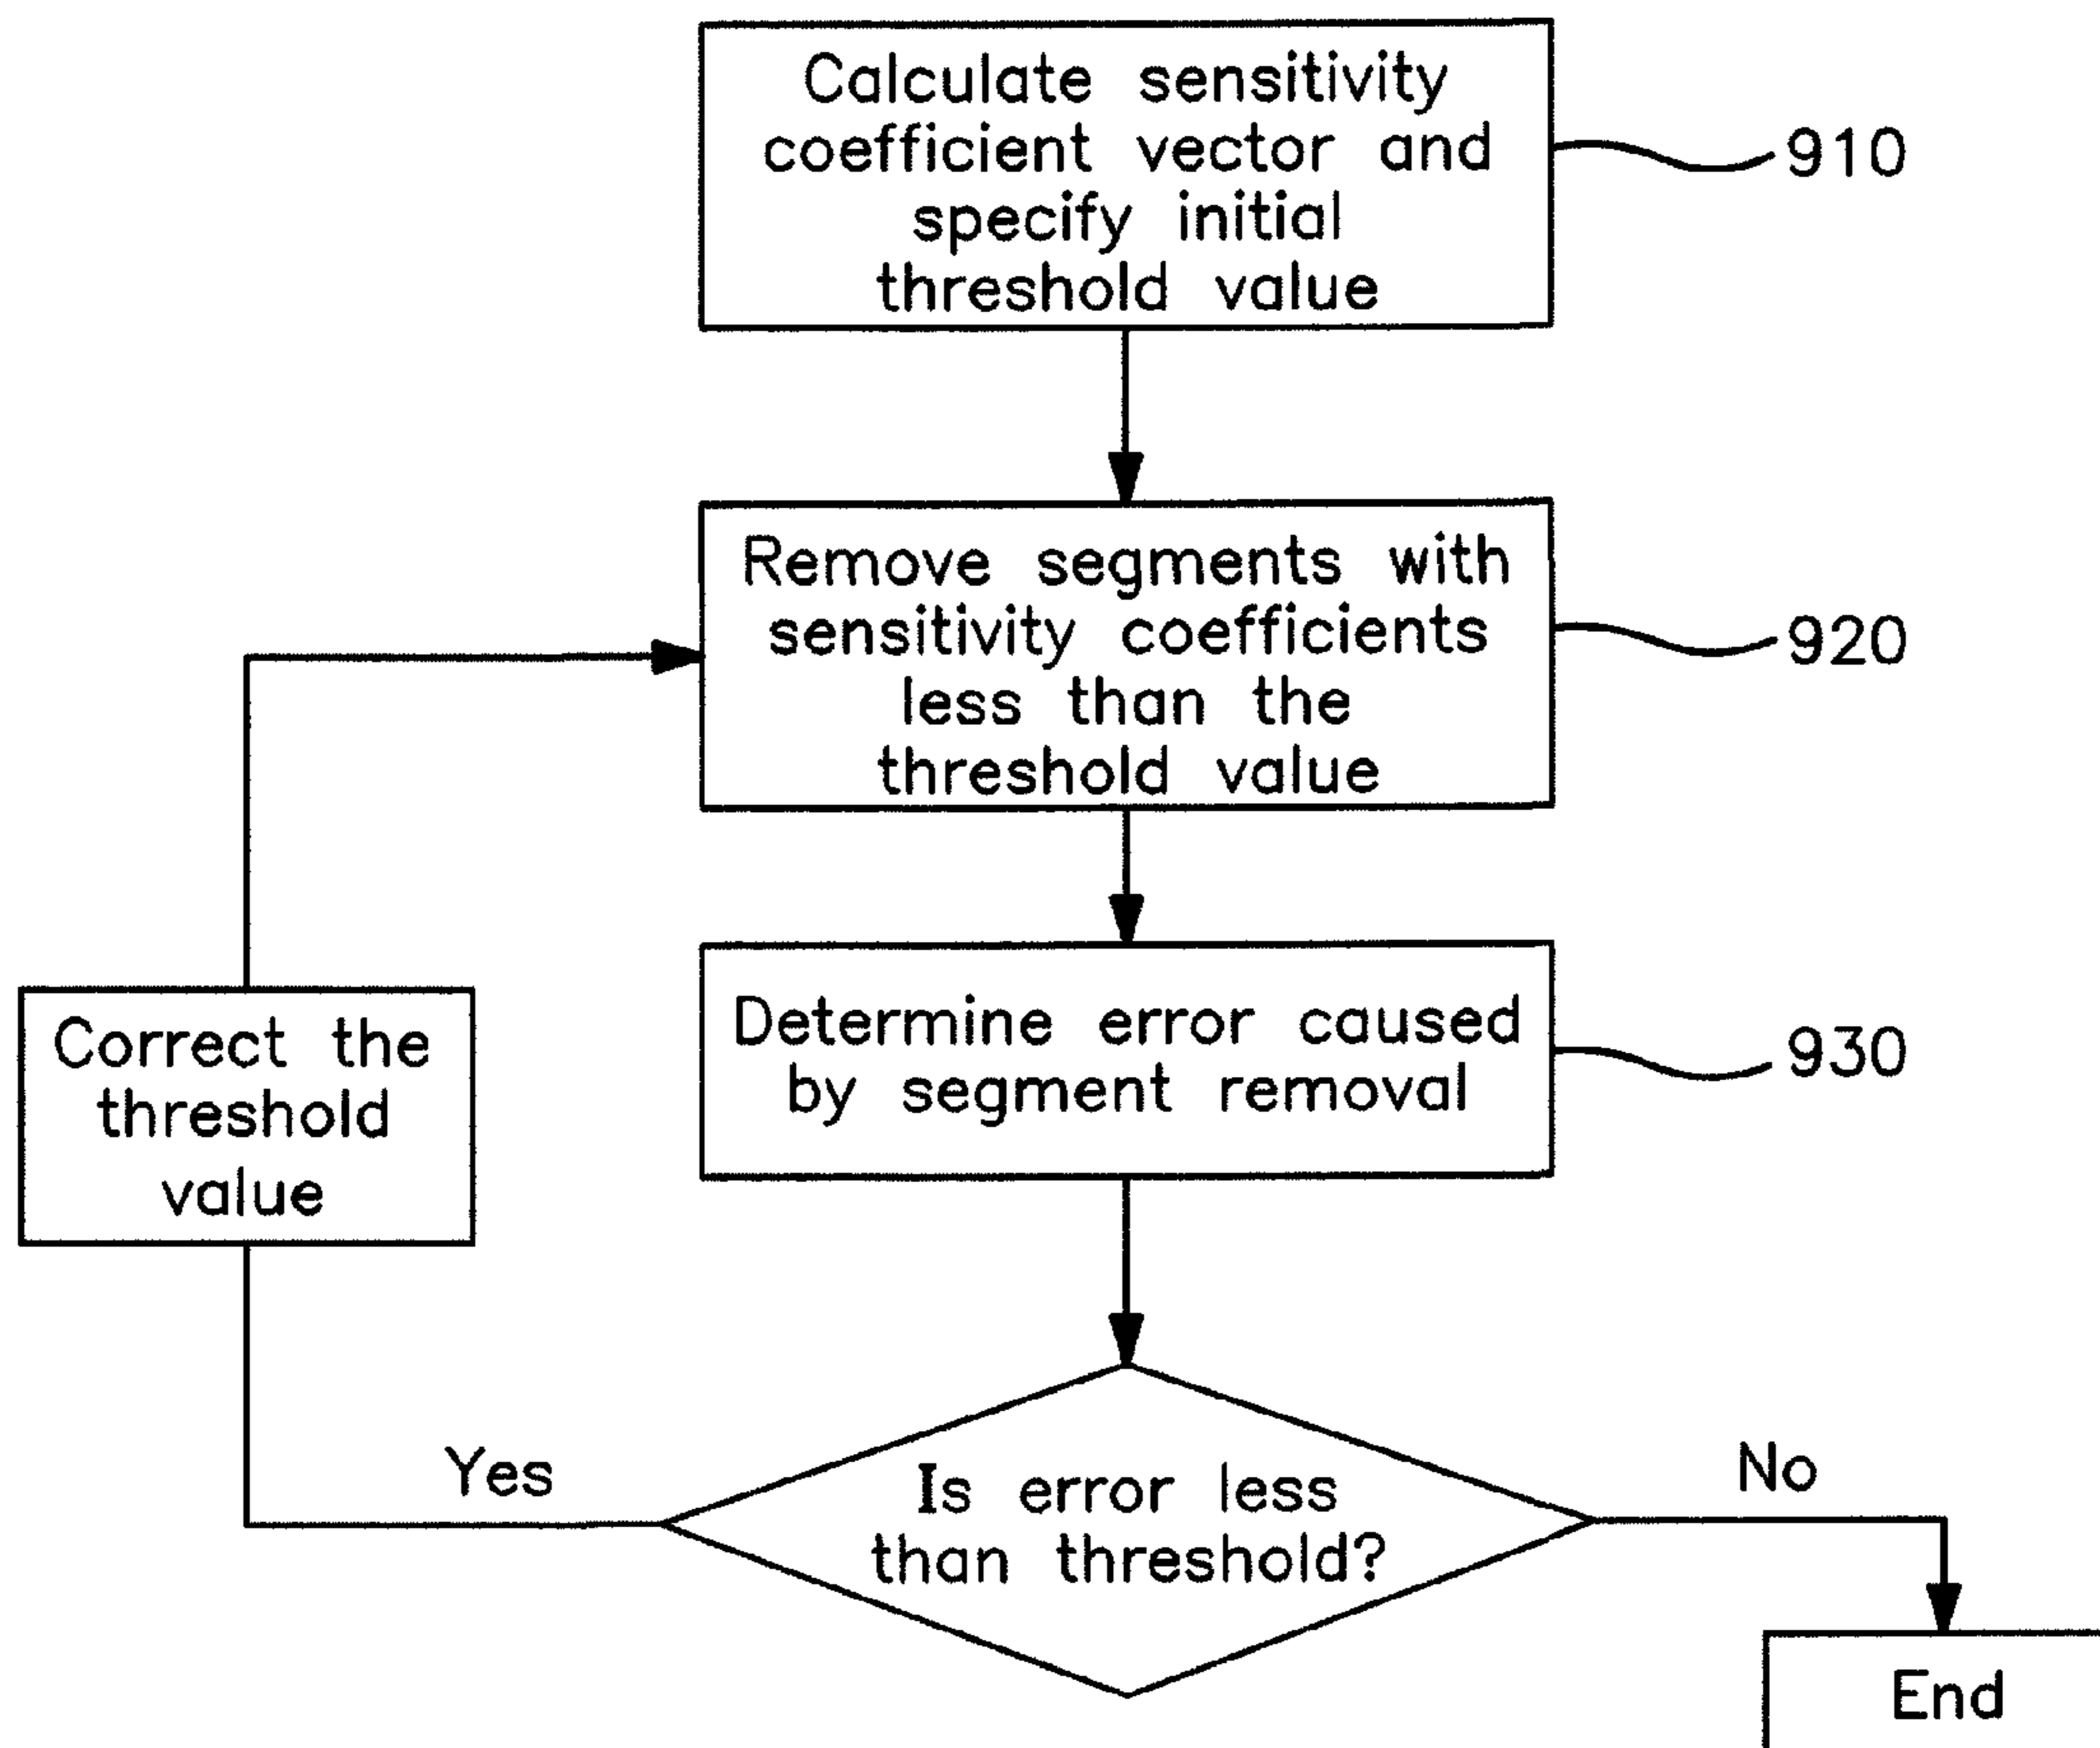 Calculate sensitivity
coefficient vector and
specify initial
threshold value
910
Remove segments with
sensitivity coefficients
less than the
threshold value
920
Determine error caused
by segment removal
930
Correct the
threshold
value
Yes
Is error less
than threshold?
No
End